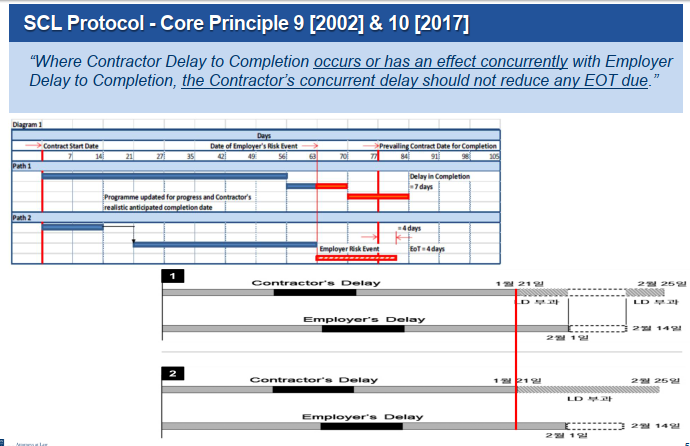 SCL Protocol - Core Principle 9 [2002] & 10 [2017]
“Where Contractor Delay to Completion occurs or has an effect concurrently with Employer
Delay to Completion, the Contractor’s concurrent delay should not reduce any EOT due.”
Diagram 1
Days
Contract Start Date Date of Employer's Risk Event Prevailing Contract Date for Completion
7 14 21 27 35 42 49 56 63 70 77 84 91 98 105
Path 1
Delay in Completion
= 7 days
Programme updated for progress and Contractor's
realistic anticipated completion date
Path 2
= 4 days
Employer Risk Event EoT = 4 days
1
Contractor's Delay 1월 21일 2월 25일
LD 부과 LD 부과
Employer's Delay 2월 14일
2월 1일
2
Contractor's Delay 1월 21일 2월 25일
LD 부과
Employer's Delay 2월 14일
2월 1일